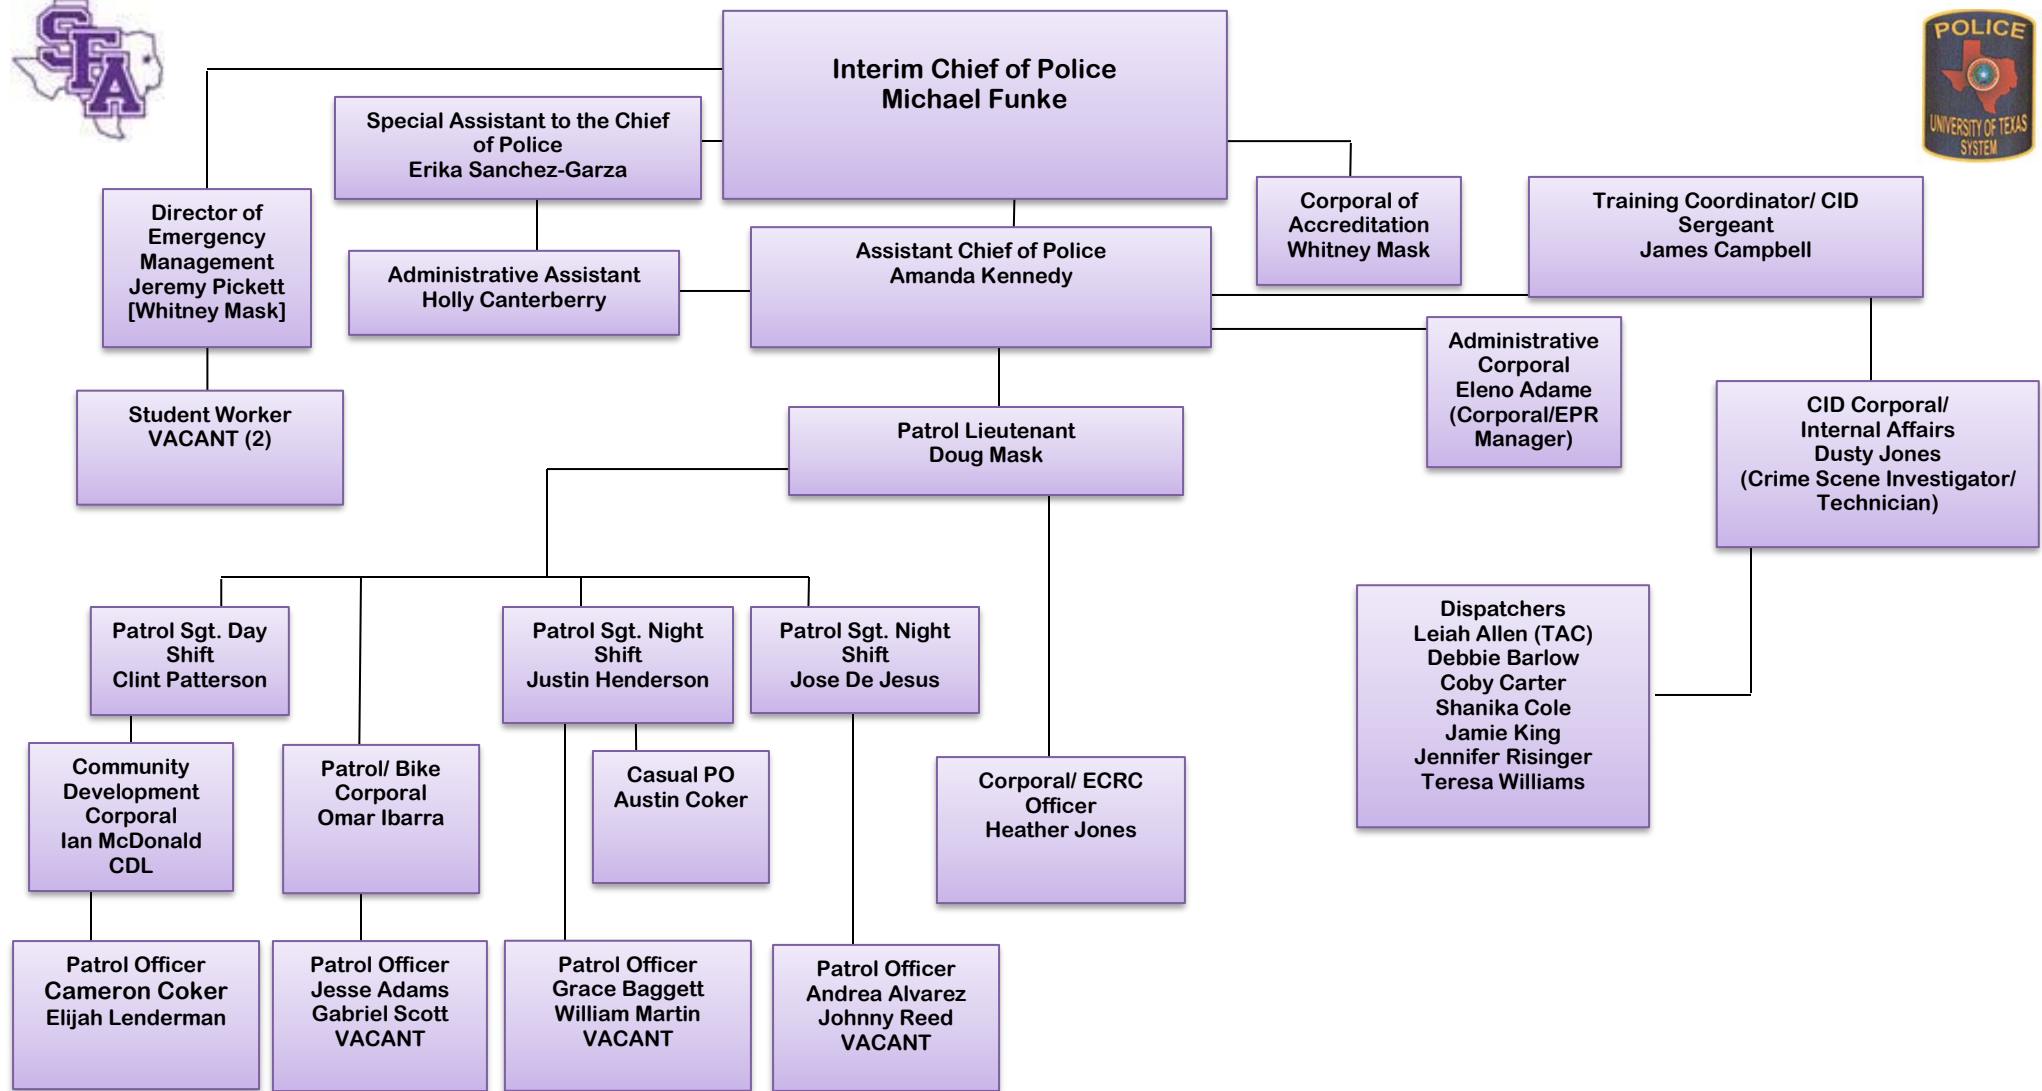 SFA
POLICE
UNIVERSITY OF TEXAS
SYSTEM
Interim Chief of Police
Michael Funke
Special Assistant to the Chief
of Police
Erika Sanchez-Garza
Director of
Emergency
Management
Jeremy Pickett
[Whitney Mask]
Administrative Assistant
Holly Canterberry
Assistant Chief of Police
Amanda Kennedy
Corporal of
Accreditation
Whitney Mask
Training Coordinator/ CID
Sergeant
James Campbell
Student Worker
VACANT (2)
Patrol Lieutenant
Doug Mask
Administrative
Corporal
Eleno Adame
(Corporal/EPR
Manager)
CID Corporal/
Internal Affairs
Dusty Jones
(Crime Scene Investigator/
Technician)
Patrol Sgt. Day
Shift
Clint Patterson
Patrol Sgt. Night
Shift
Justin Henderson
Patrol Sgt. Night
Shift
Jose De Jesus
Dispatchers
Leiah Allen (TAC)
Debbie Barlow
Coby Carter
Shanika Cole
Jamie King
Jennifer Risinger
Teresa Williams
Community
Development
Corporal
Ian McDonald
CDL
Patrol/ Bike
Corporal
Omar Ibarra
Casual PO
Austin Coker
Corporal/ ECRC
Officer
Heather Jones
Patrol Officer
Cameron Coker
Elijah Lenderman
Patrol Officer
Jesse Adams
Gabriel Scott
VACANT
Patrol Officer
Grace Baggett
William Martin
VACANT
Patrol Officer
Andrea Alvarez
Johnny Reed
VACANT